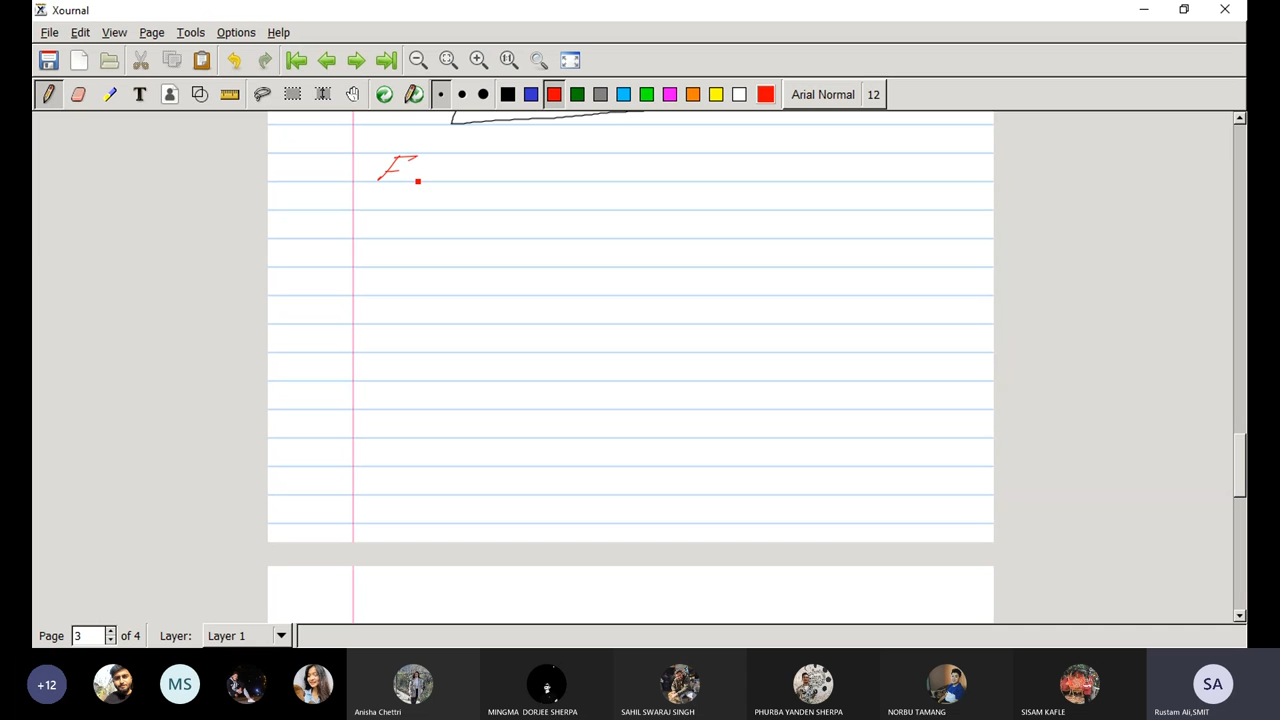 Xournal
File Edit View Page Tools Options Help
Arial Normal 12
F
Page 3 of 4 Layer: Layer 1
+12 MS SA
Anisha Chettri MINGMA DORJEE SHERPA SAHIL SWARAJ SINGH PHURBA YANDEN SHERPA NORBU TAMANG SISAM KAFLE Rustam Ali,SMIT